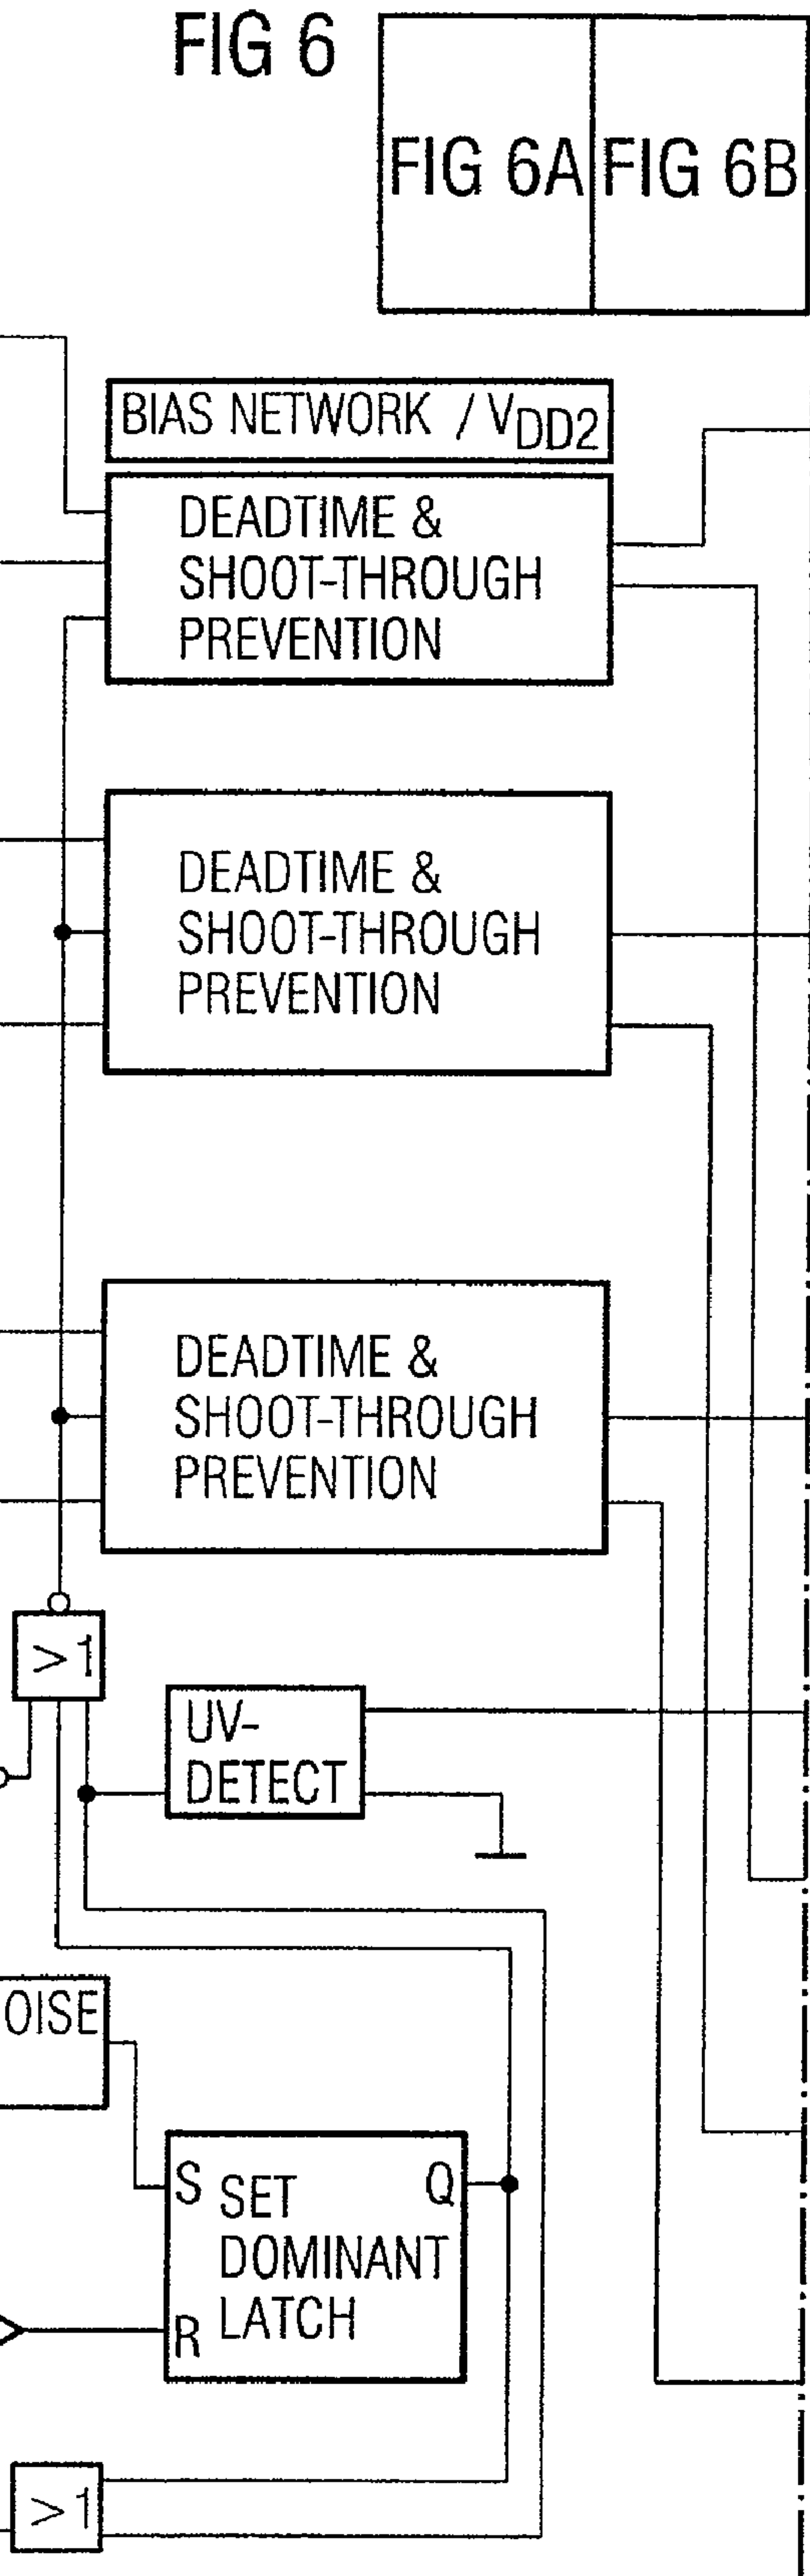 FIG 6
FIG 6A FIG 6B
BIAS NETWORK / VDD2
DEADTIME &
SHOOT-THROUGH
PREVENTION
DEADTIME &
SHOOT-THROUGH
PREVENTION
DEADTIME &
SHOOT-THROUGH
PREVENTION
>1
UV-
DETECT
OISE
S SET Q
DOMINANT
R LATCH
>1